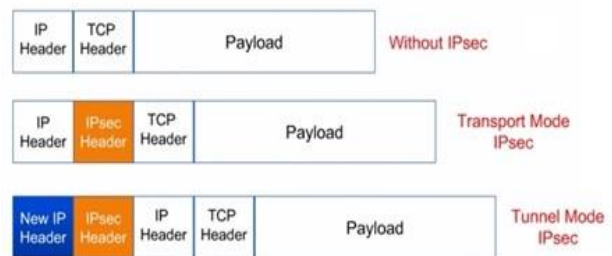 IP TCP
Header Header Payload Without IPsec
IP IPsec TCP
Header Header Header Payload Transport Mode
IPsec
New IP IPsec IP TCP
Header Header Header Header Payload Tunnel Mode
IPsec